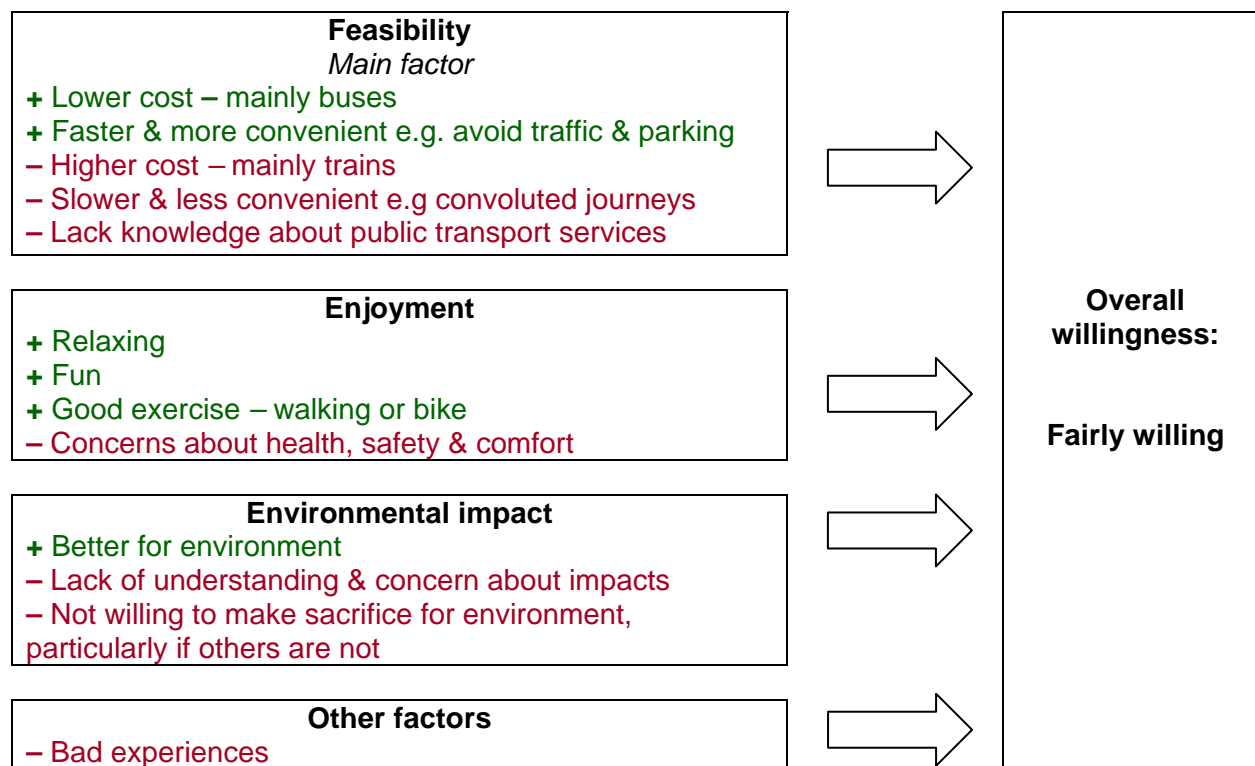 Feasibility
Main factor
+ Lower cost – mainly buses
+ Faster & more convenient e.g. avoid traffic & parking
– Higher cost – mainly trains
– Slower & less convenient e.g convoluted journeys
– Lack knowledge about public transport services
Enjoyment
+ Relaxing
+ Fun
+ Good exercise – walking or bike
– Concerns about health, safety & comfort
Environmental impact
+ Better for environment
– Lack of understanding & concern about impacts
– Not willing to make sacrifice for environment,
particularly if others are not
Other factors
– Bad experiences
Overall
willingness:
Fairly willing